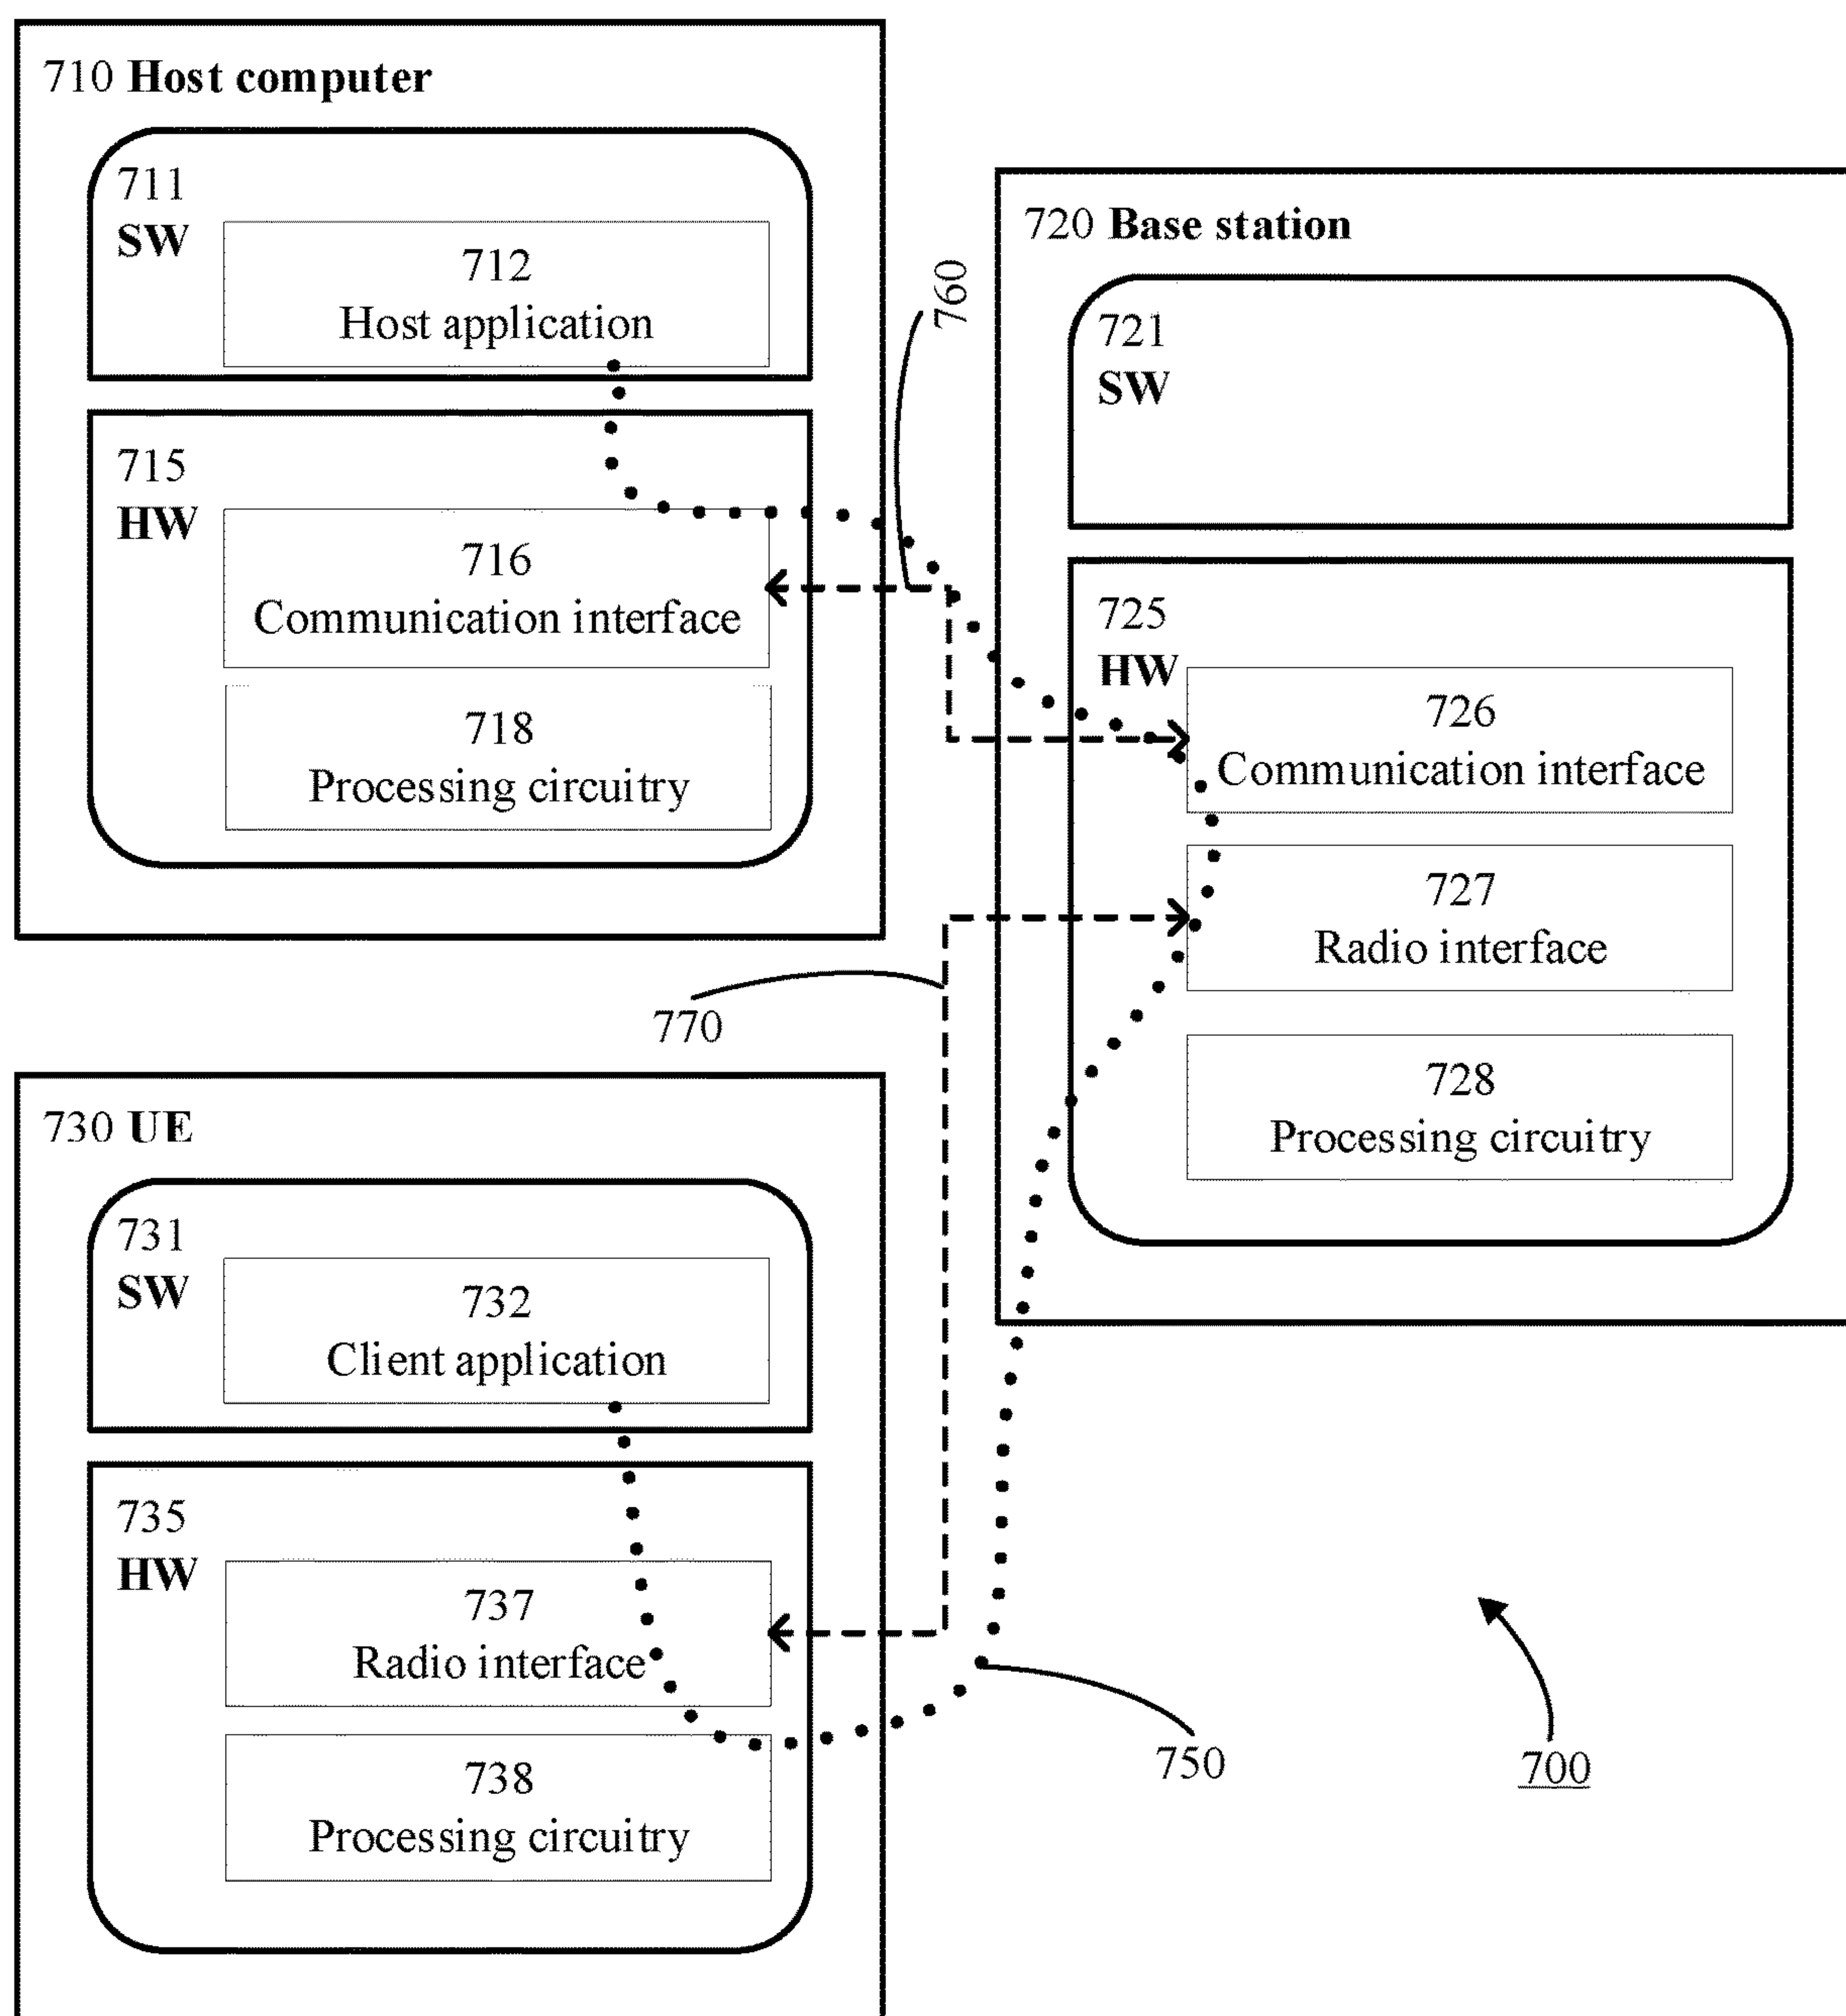 710 Host computer
711
SW
712
Host application
715
HW
716
Communication interface
718
Processing circuitry
760
720 Base station
721
SW
725
HW
726
Communication interface
727
Radio interface
728
Processing circuitry
770
730 UE
731
SW
732
Client application
735
HW
737
Radio interface
738
Processing circuitry
750
700